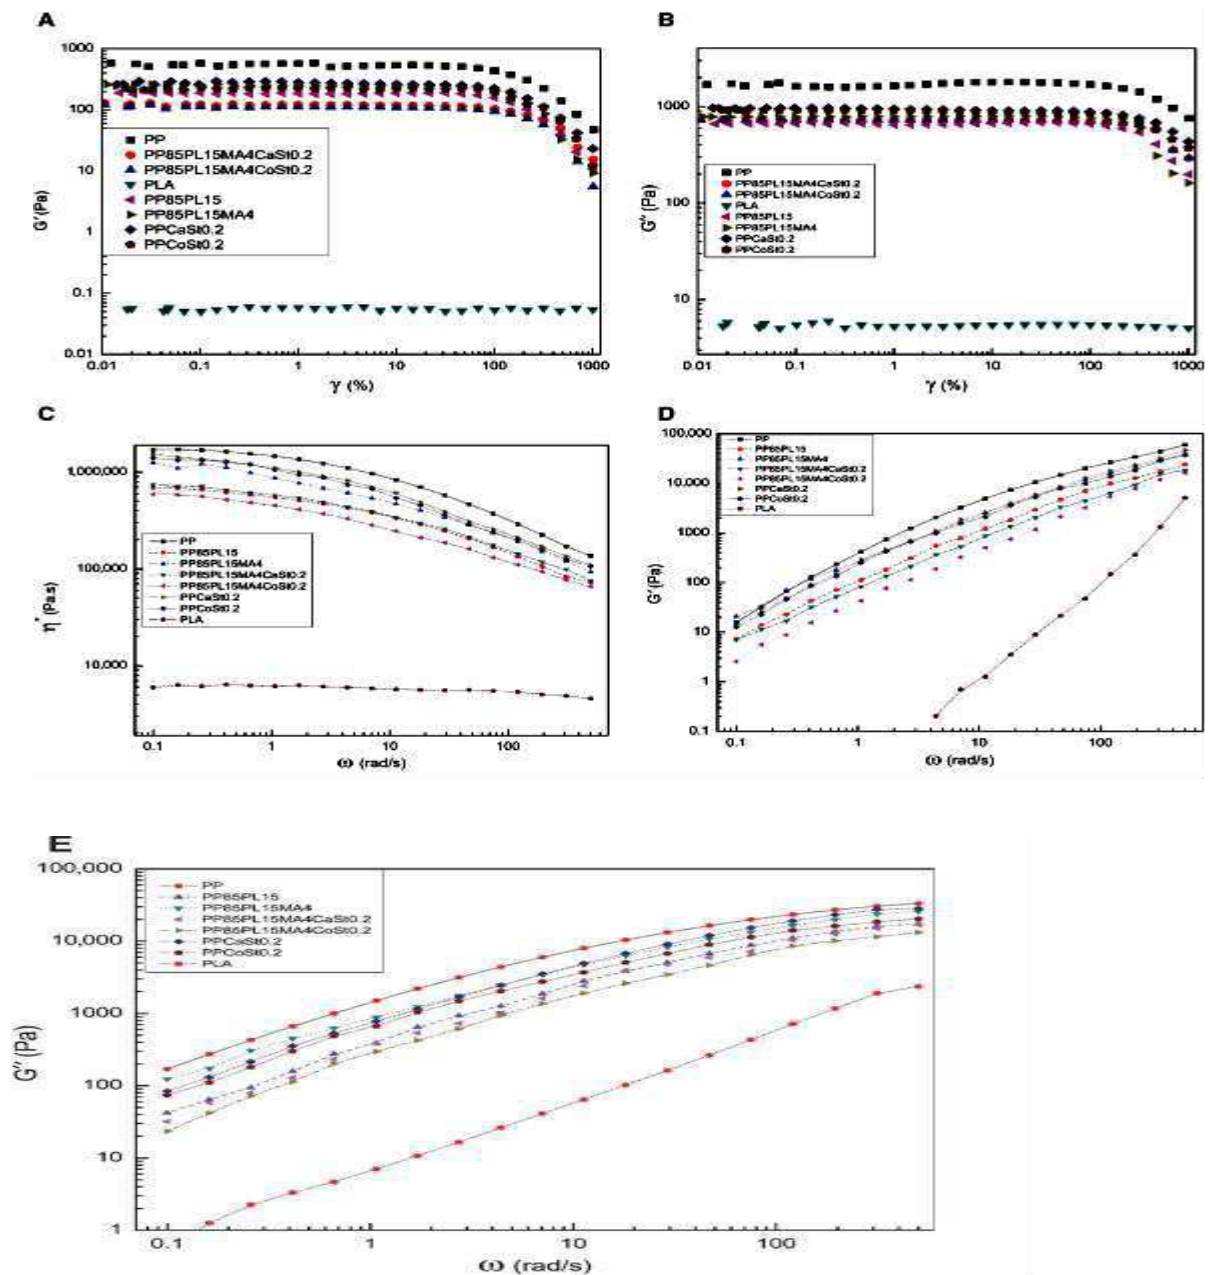 A
1000
100
10
1
0.1
0.01
G'(Pa)
PP
PP85PL15MA4CaSt0.2
PP85PL15MA4CoSt0.2
PLA
PP85PL15
PP85PL15MA4
PPCaSt0.2
PPCoSt0.2
0.01 0.1 1 10 100 1000
γ (%)
B
1000
100
10
G''(Pa)
PP
PP85PL15MA4CaSt0.2
PP85PL15MA4CoSt0.2
PLA
PP85PL15
PP85PL15MA4
PPCaSt0.2
PPCoSt0.2
0.01 0.1 1 10 100 1000
γ (%)
C
1,000,000
100,000
10,000
η* (Pa.s)
PP
PP85PL15
PP85PL15MA4
PP85PL15MA4CaSt0.2
PP85PL15MA4CoSt0.2
PPCaSt0.2
PPCoSt0.2
PLA
0.1 1 10 100
ω (rad/s)
D
100,000
10,000
1000
100
10
1
0.1
G'(Pa)
PP
PP85PL15
PP85PL15MA4
PP85PL15MA4CaSt0.2
PP85PL15MA4CoSt0.2
PPCaSt0.2
PPCoSt0.2
PLA
0.1 1 10 100
ω (rad/s)
E
100,000
10,000
1000
100
10
1
G'' (Pa)
PP
PP85PL15
PP85PL15MA4
PP85PL15MA4CaSt0.2
PP85PL15MA4CoSt0.2
PPCaSt0.2
PPCoSt0.2
PLA
0.1 1 10 100
ω (rad/s)